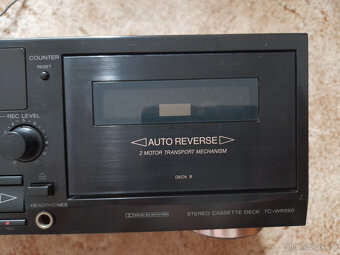 COUNTER
RESET
REC LEVEL
AUTO REVERSE
2 MOTOR TRANSPORT MECHANISM
DECK B
HEADPHONES
STEREO CASSETTE DECK TC-WR590